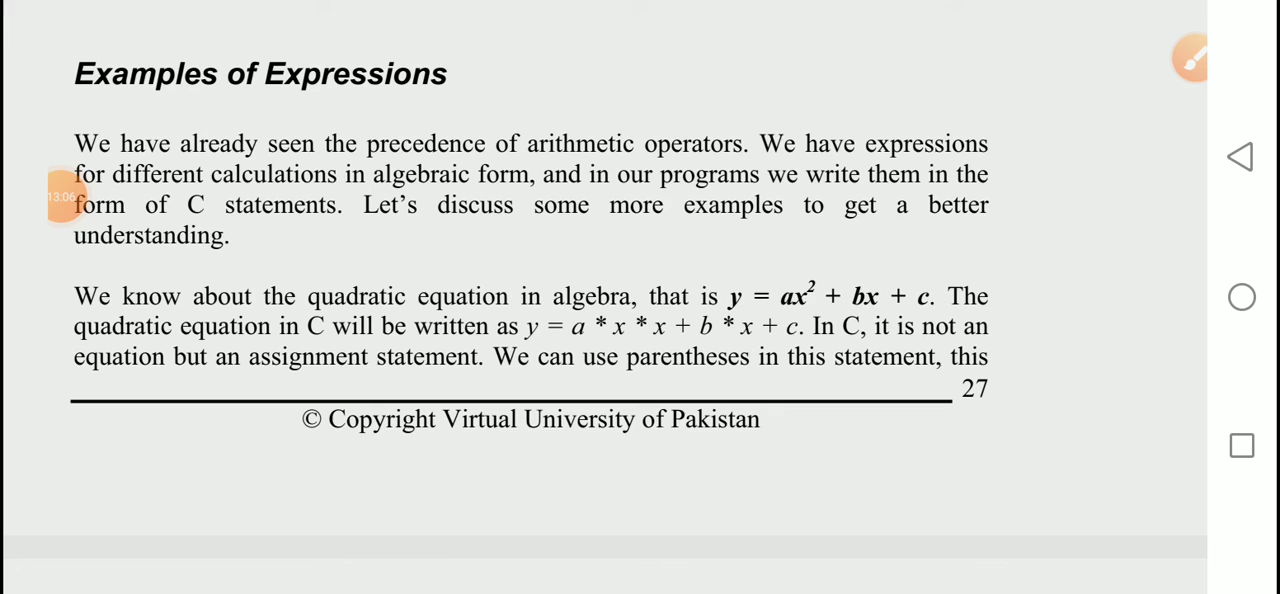 Examples of Expressions
We have already seen the precedence of arithmetic operators. We have expressions
for different calculations in algebraic form, and in our programs we write them in the
13:06
form of C statements. Let’s discuss some more examples to get a better
understanding.
We know about the quadratic equation in algebra, that is y = ax² + bx + c. The
quadratic equation in C will be written as y = a * x * x + b * x + c. In C, it is not an
equation but an assignment statement. We can use parentheses in this statement, this
27
© Copyright Virtual University of Pakistan